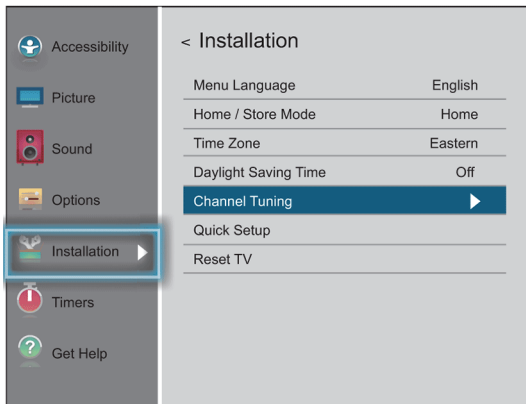 Accessibility
Picture
Sound
Options
Installation
Timers
? Get Help
< Installation
Menu Language English
Home / Store Mode Home
Time Zone Eastern
Daylight Saving Time Off
Channel Tuning
Quick Setup
Reset TV